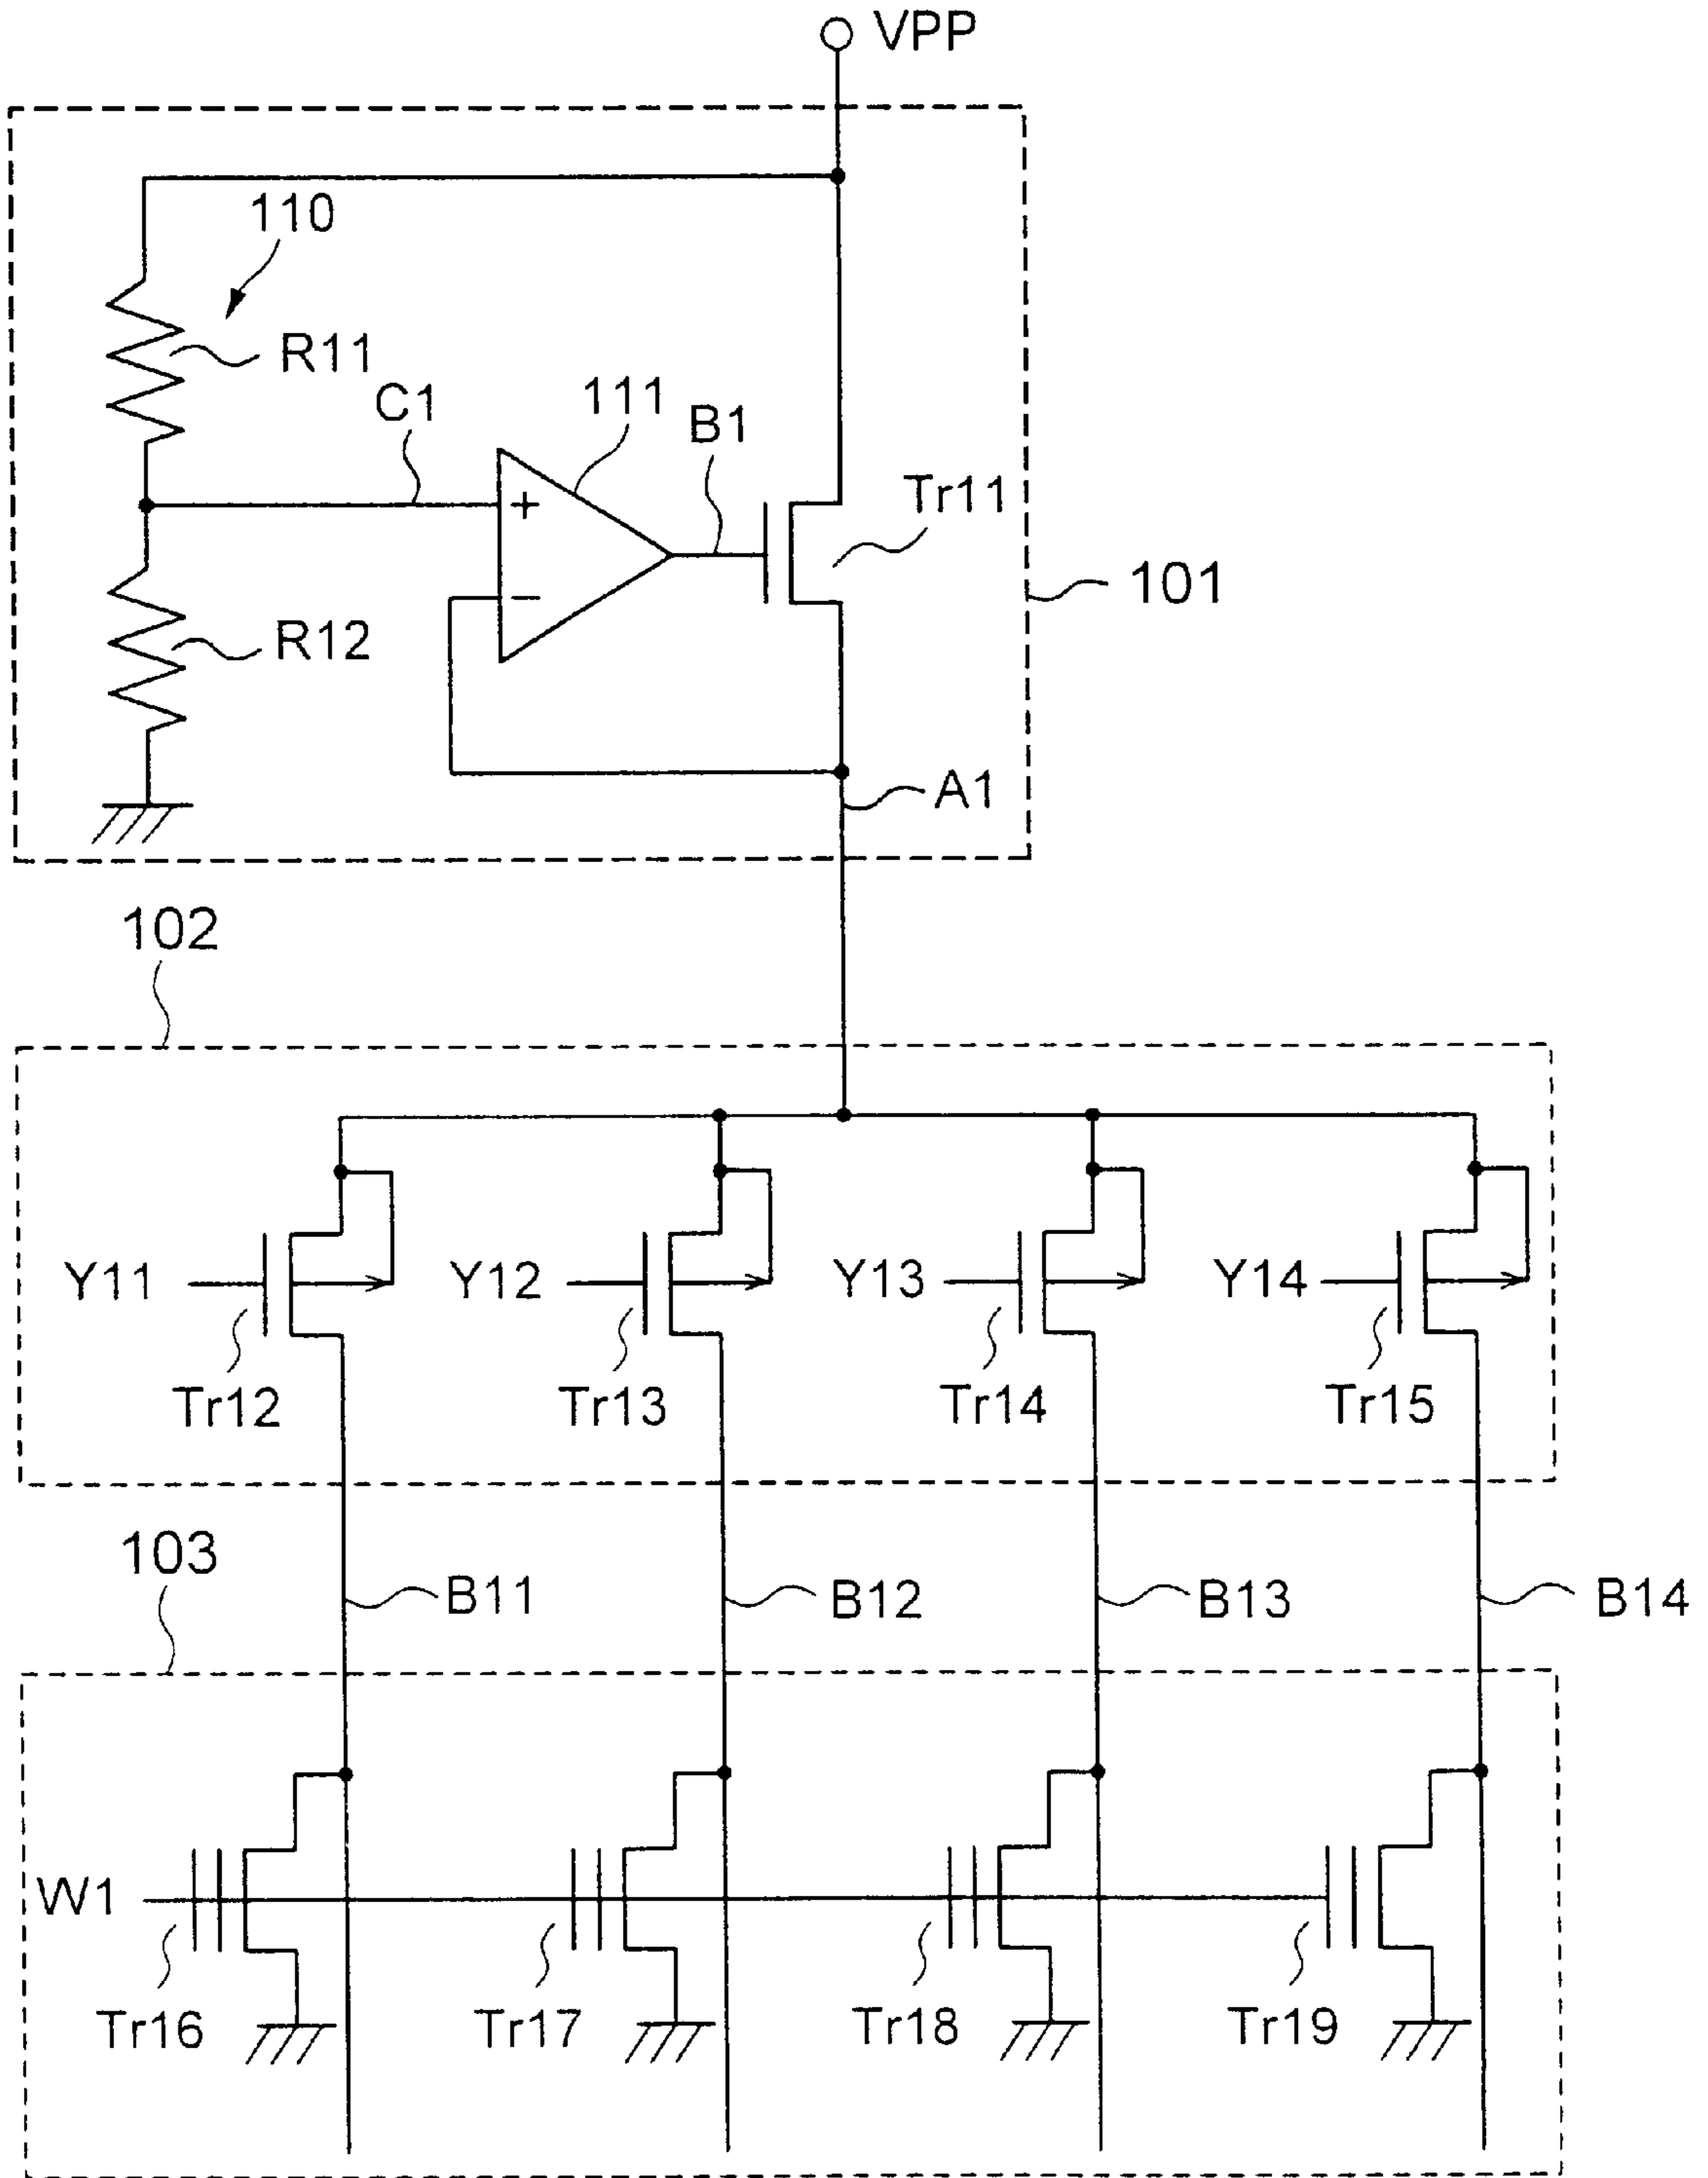 VPP
110
R11
C1
111
B1
Tr11
+
−
101
R12
A1
102
Y11
Y12
Y13
Y14
Tr12
Tr13
Tr14
Tr15
103
B11
B12
B13
B14
W1
Tr16
Tr17
Tr18
Tr19